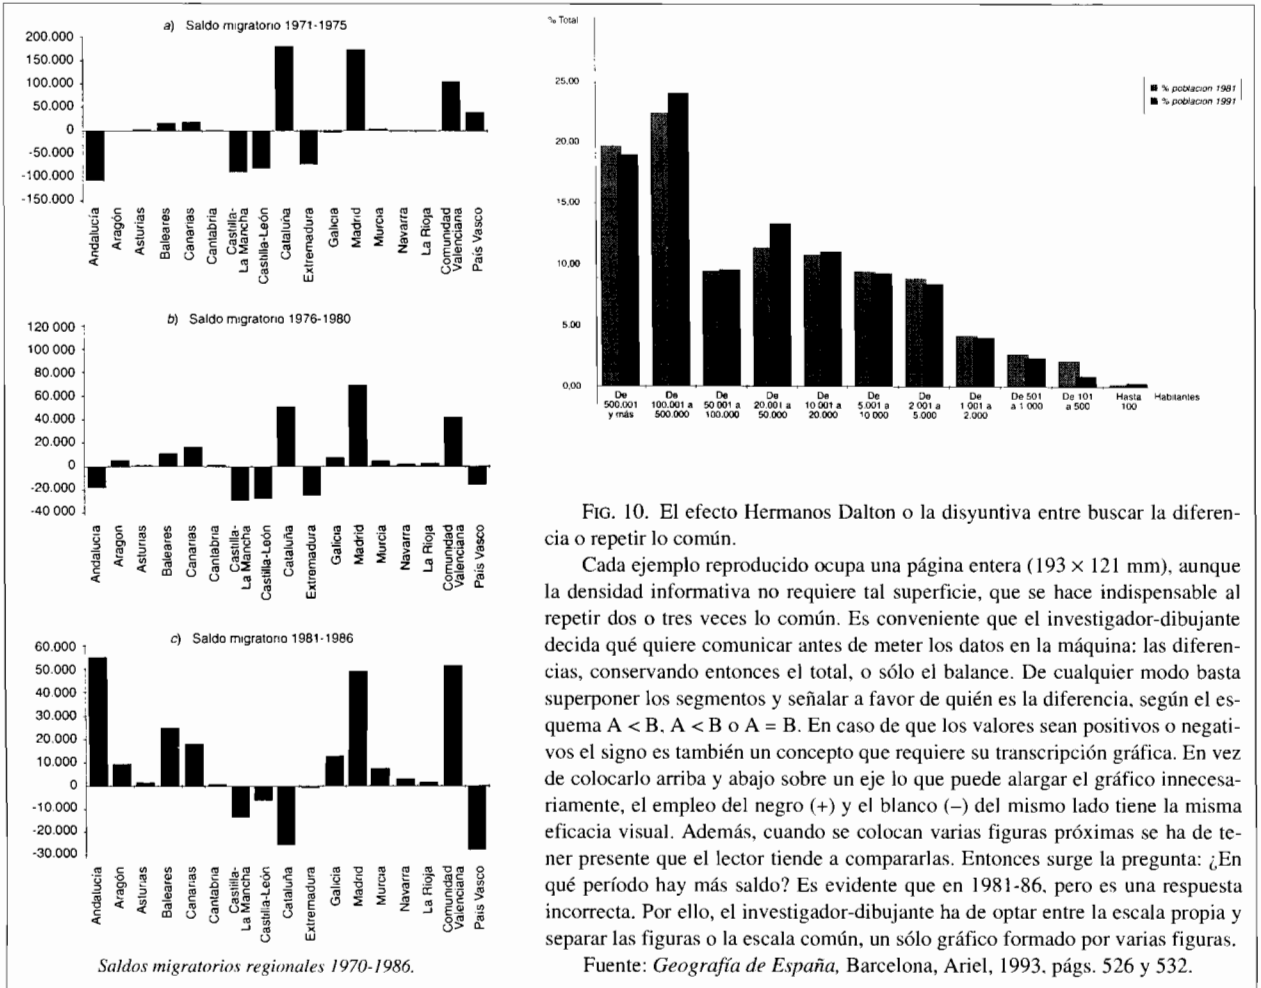 a) Saldo migratorio 1971-1975
200.000
150.000
100.000
50.000
0
-50.000
-100.000
-150.000
Andalucía
Aragón
Asturias
Baleares
Canarias
Cantabria
Castilla-
La Mancha
Castilla-León
Cataluña
Extremadura
Galicia
Madrid
Murcia
Navarra
La Rioja
Comunidad
Valenciana
País Vasco
b) Saldo migratorio 1976-1980
120 000
100 000
80.000
60.000
40.000
20.000
0
-20.000
-40 000
Andalucía
Aragon
Asturias
Baleares
Canarias
Cantabria
Castilla-
La Mancha
Castilla-León
Cataluña
Extremadura
Galicia
Madrid
Murcia
Navarra
La Rioja
Comunidad
Valenciana
País Vasco
c) Saldo migratorio 1981-1986
60.000
50.000
40.000
30.000
20.000
10.000
0
-10.000
-20.000
-30.000
Andalucía
Aragón
Asturias
Baleares
Canarias
Cantabria
Castilla-
La Mancha
Castilla-León
Cataluña
Extremadura
Galicia
Madrid
Murcia
Navarra
La Rioja
Comunidad
Valenciana
País Vasco
Saldos migratorios regionales 1970-1986.
% Total
25,00
20,00
15,00
10,00
5,00
0,00
% poblacion 1981
% poblacion 1991
De
500.001
y más
De
100.001 a
500.000
De
50 001 a
100.000
De
20.001 a
50.000
De
10 001 a
20.000
De
5.001 a
10 000
De
2 001 a
5.000
De
1 001 a
2.000
De 501
a 1 000
De 101
a 500
Hasta
100
Habitantes
FIG. 10. El efecto Hermanos Dalton o la disyuntiva entre buscar la diferen-
cia o repetir lo común.
Cada ejemplo reproducido ocupa una página entera (193 × 121 mm), aunque
la densidad informativa no requiere tal superficie, que se hace indispensable al
repetir dos o tres veces lo común. Es conveniente que el investigador-dibujante
decida qué quiere comunicar antes de meter los datos en la máquina: las diferen-
cias, conservando entonces el total, o sólo el balance. De cualquier modo basta
superponer los segmentos y señalar a favor de quién es la diferencia, según el es-
quema A < B, A < B o A = B. En caso de que los valores sean positivos o negati-
vos el signo es también un concepto que requiere su transcripción gráfica. En vez
de colocarlo arriba y abajo sobre un eje lo que puede alargar el gráfico inneces-
riamente, el empleo del negro (+) y el blanco (–) del mismo lado tiene la misma
eficacia visual. Además, cuando se colocan varias figuras próximas se ha de te-
ner presente que el lector tiende a compararlas. Entonces surge la pregunta: ¿En
qué período hay más saldo? Es evidente que en 1981-86, pero es una respuesta
incorrecta. Por ello, el investigador-dibujante ha de optar entre la escala propia y
separar las figuras o la escala común, un sólo gráfico formado por varias figuras.
Fuente: Geografía de España, Barcelona, Ariel, 1993. págs. 526 y 532.